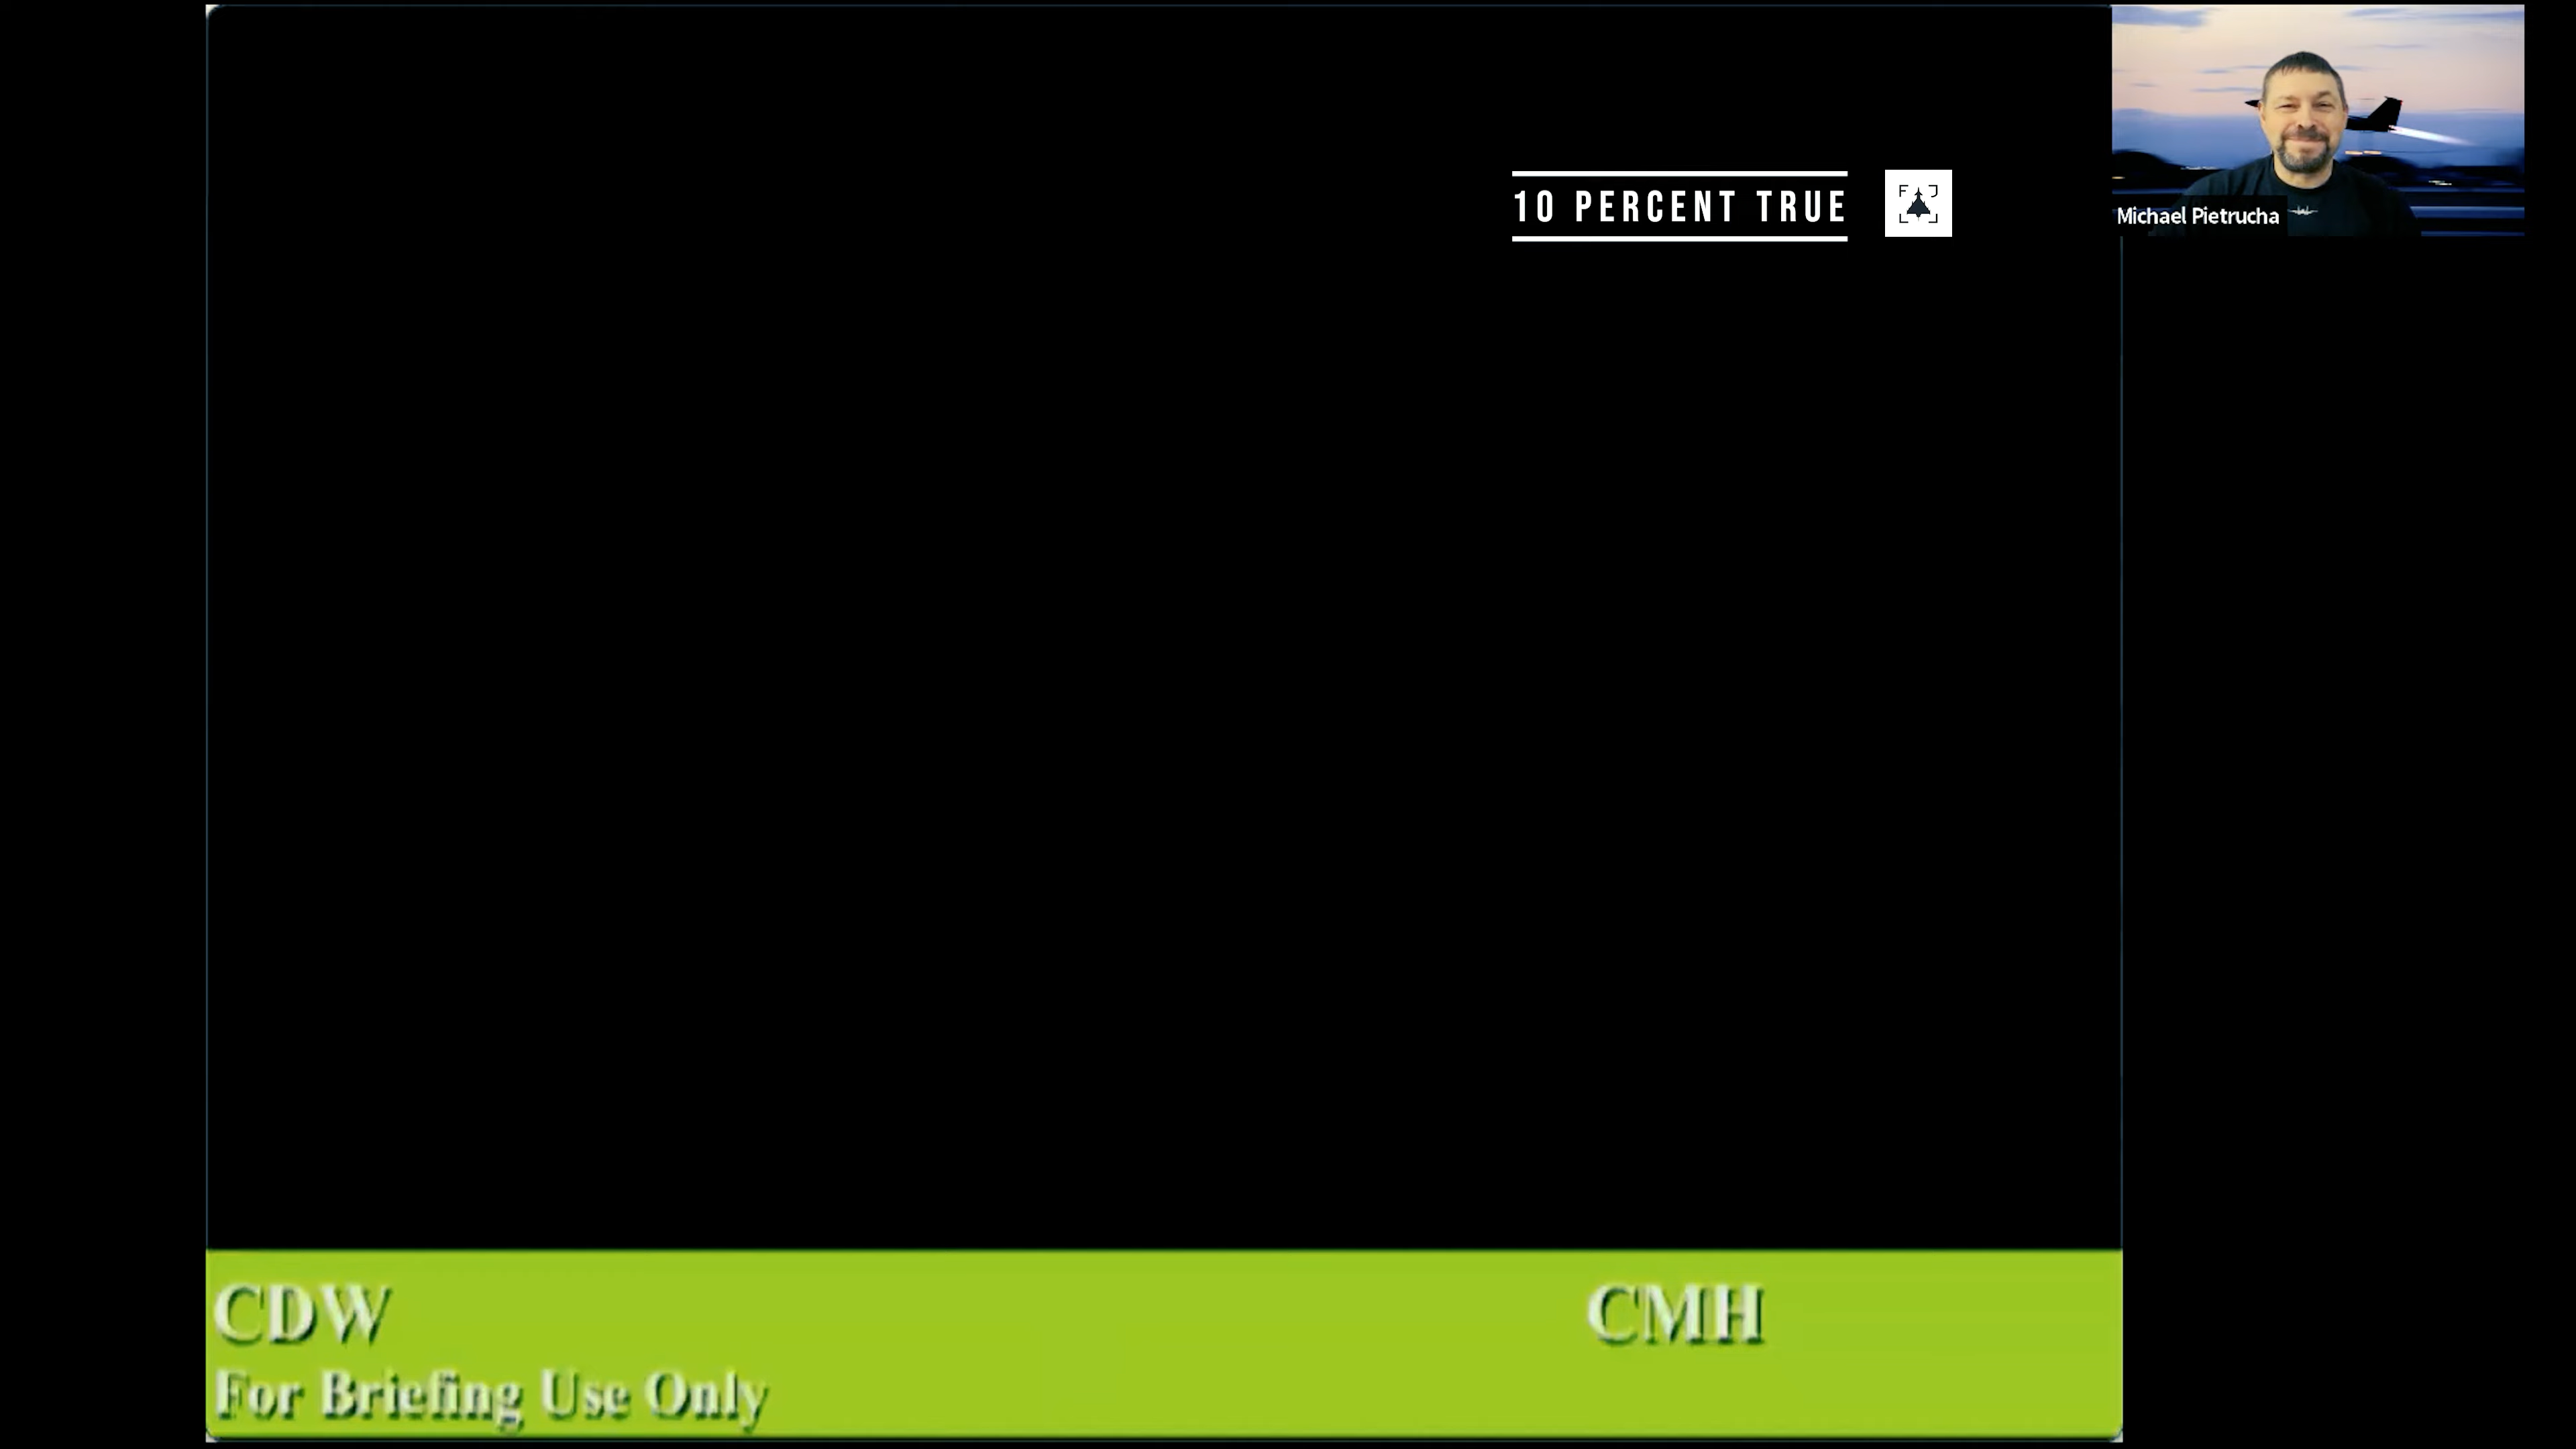 10 PERCENT TRUE
F J
Michael Pietrucha
CDW CMH
For Briefing Use Only